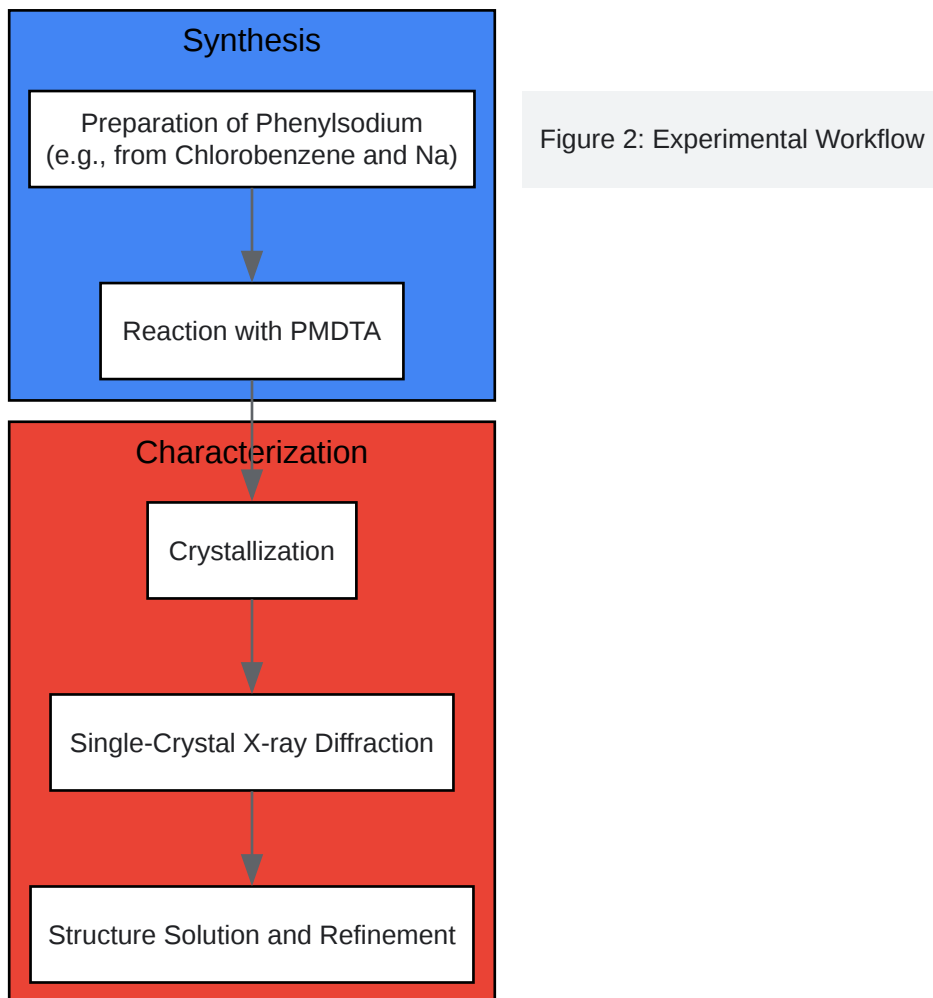 Synthesis
Preparation of Phenylsodium
(e.g., from Chlorobenzene and Na)
Figure 2: Experimental Workflow
Reaction with PMDTA
Characterization
Crystallization
Single-Crystal X-ray Diffraction
Structure Solution and Refinement